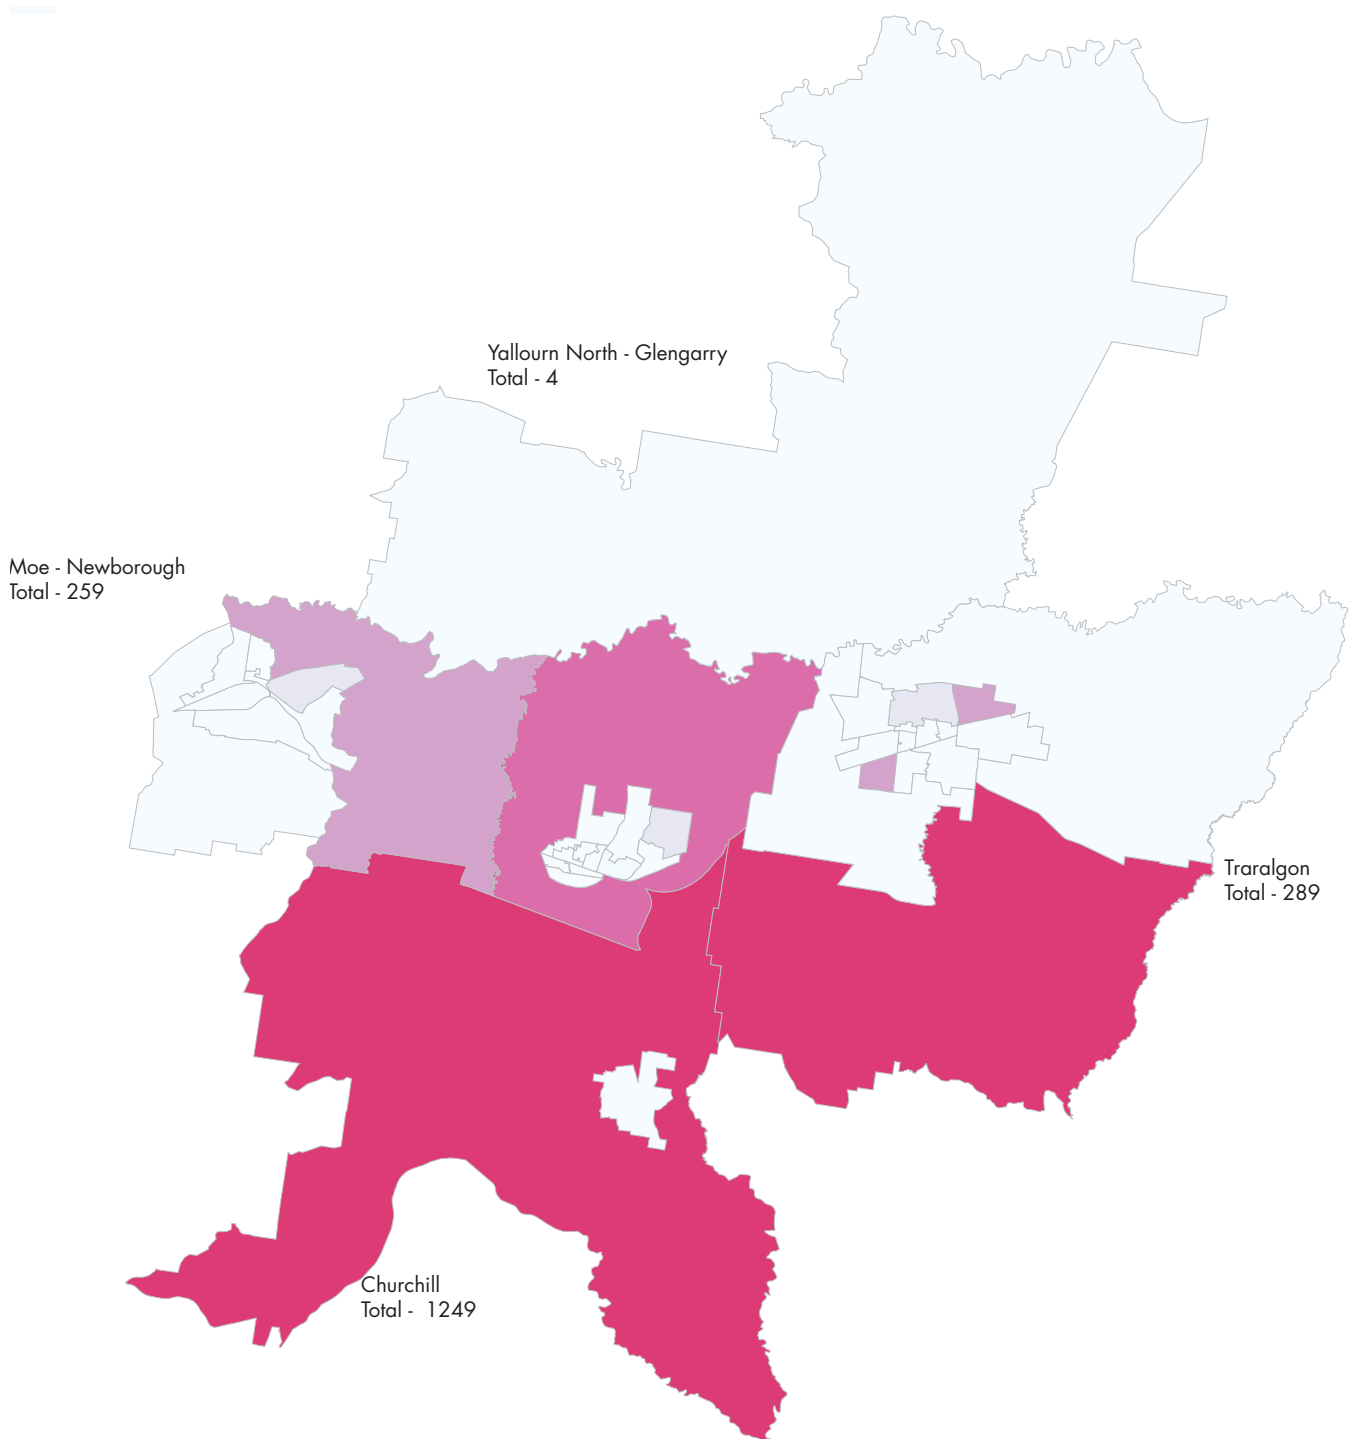 Yallourn North - Glengarry
Total - 4
Moe - Newborough
Total - 259
Traralgon
Total - 289
Churchill
Total - 1249